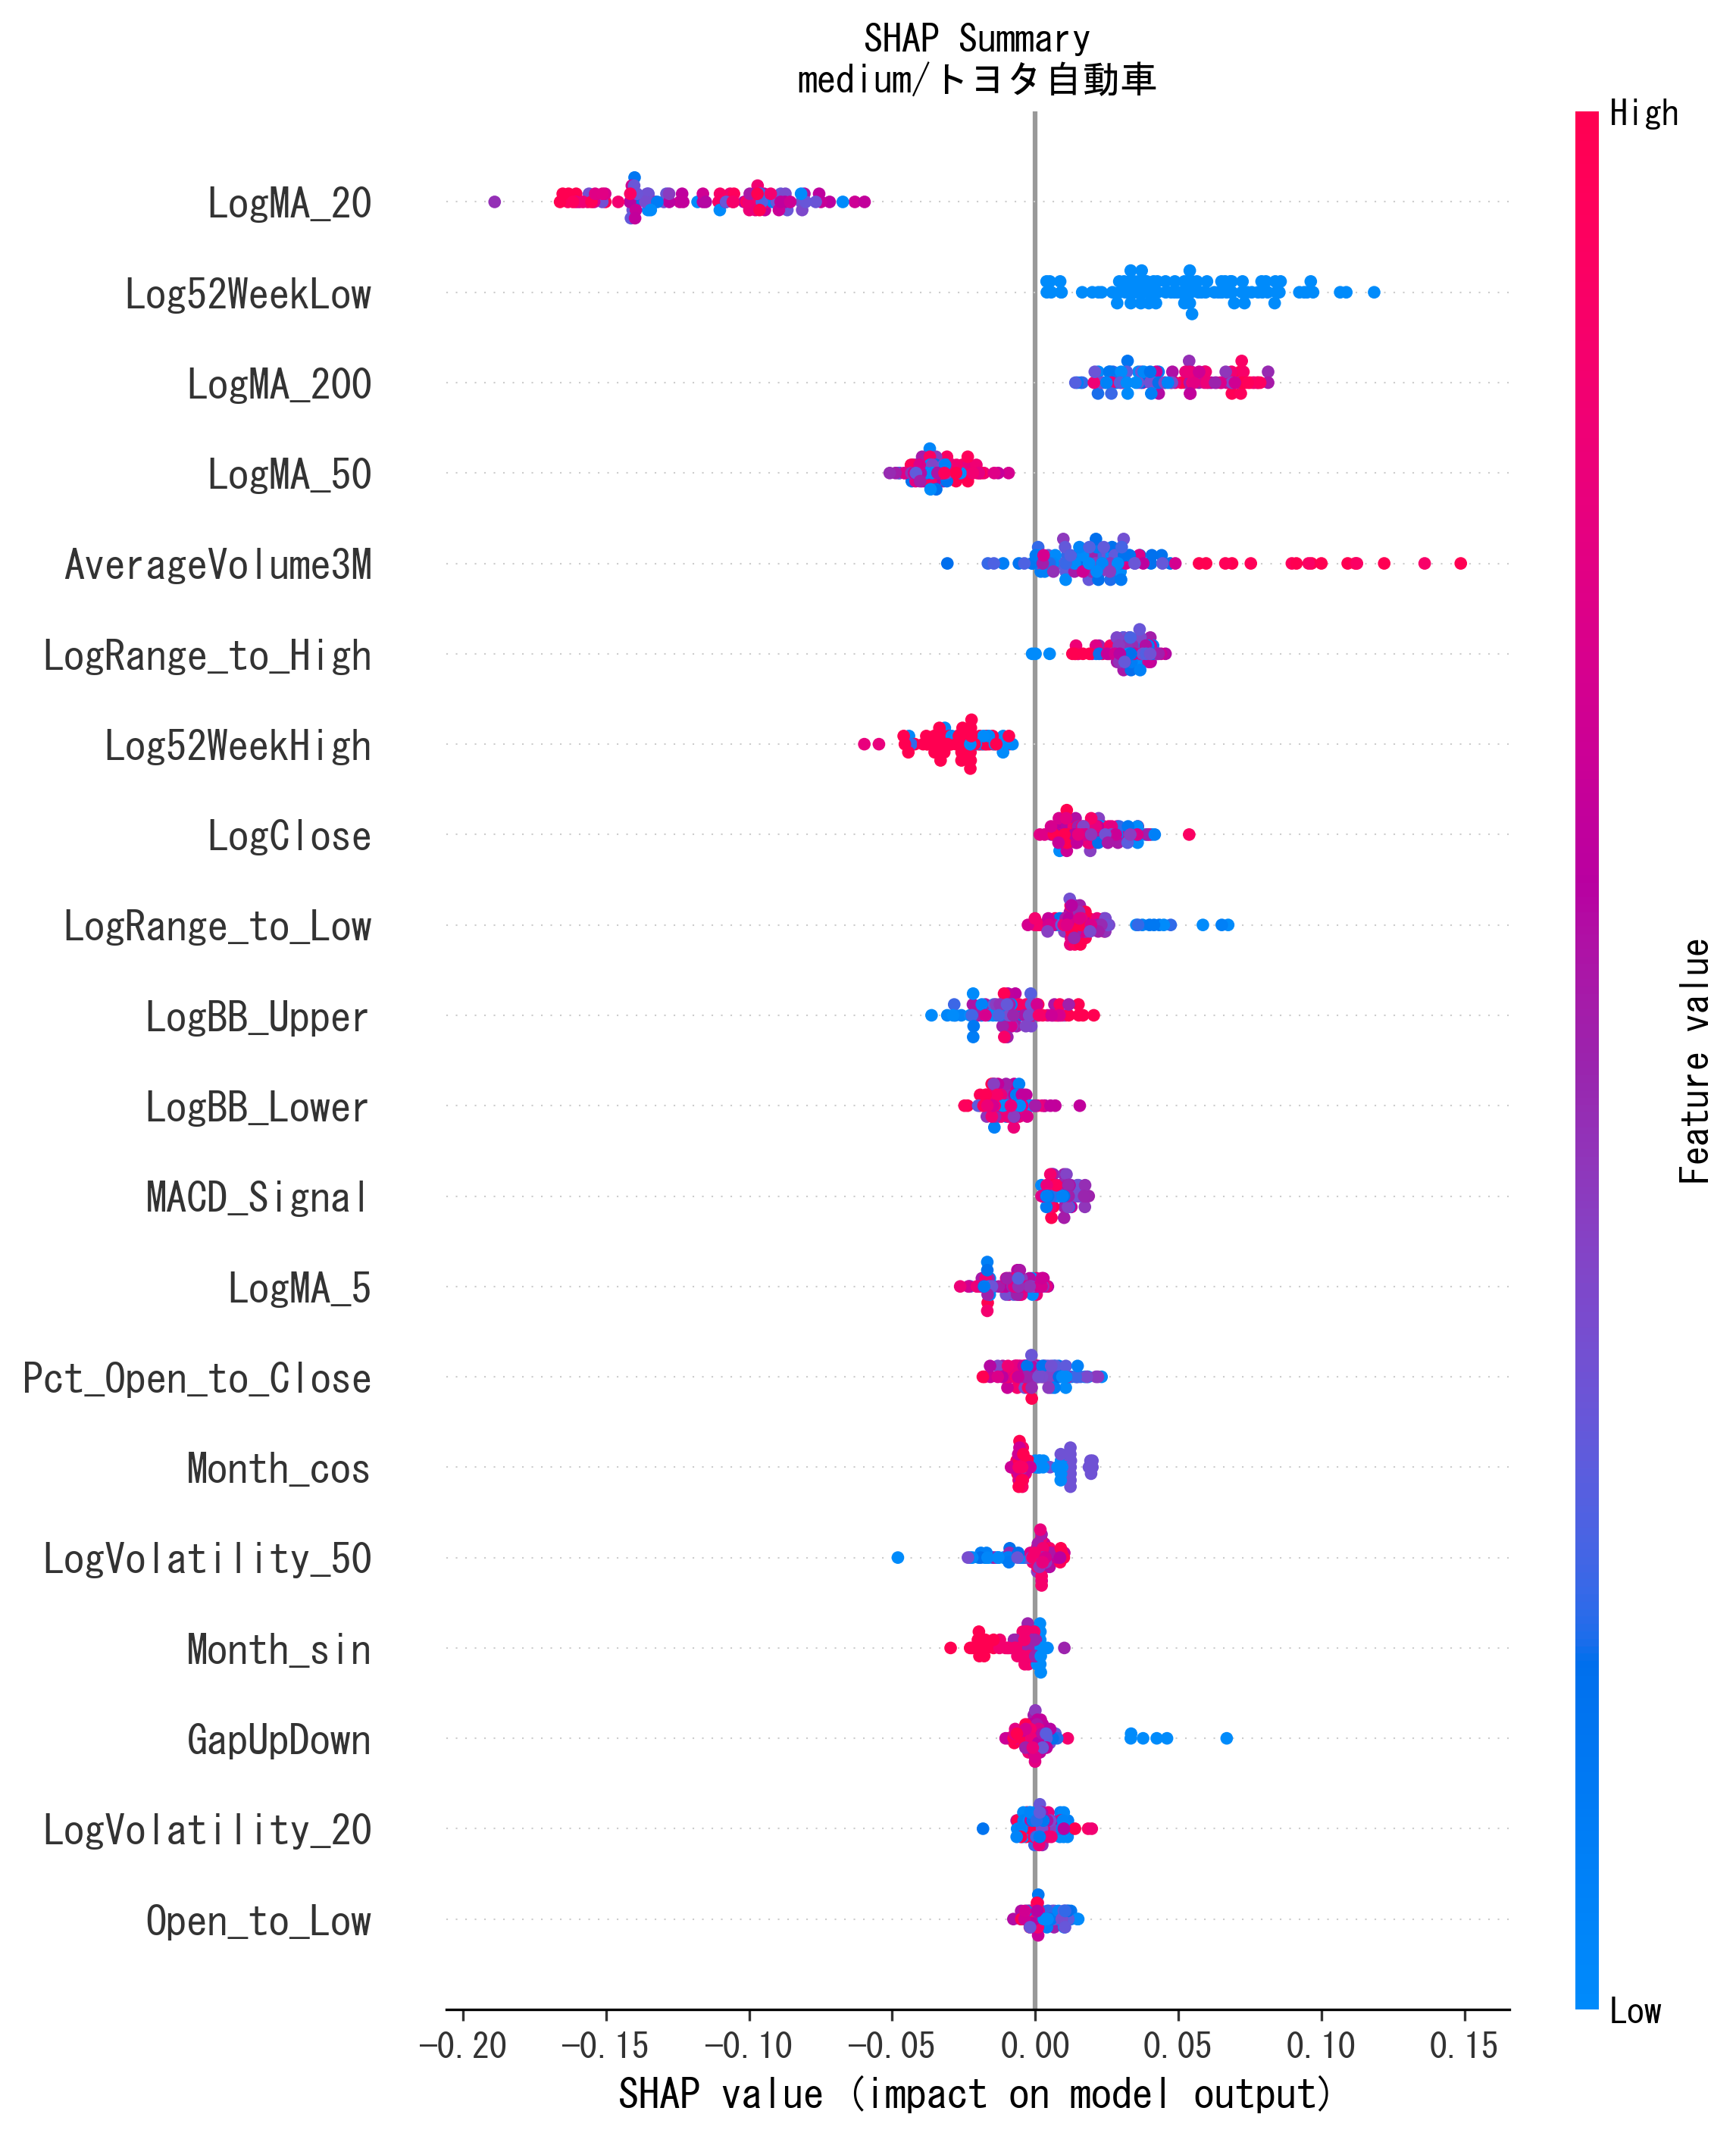 SHAP Summary
medium/トヨタ自動車
High
LogMA_20
Log52WeekLow
LogMA_200
LogMA_50
AverageVolume3M
LogRange_to_High
Log52WeekHigh
LogClose
LogRange_to_Low
LogBB_Upper
LogBB_Lower
MACD_Signal
LogMA_5
Pct_Open_to_Close
Month_cos
LogVolatility_50
Month_sin
GapUpDown
LogVolatility_20
Open_to_Low
Feature value
Low
−0.20 −0.15 −0.10 −0.05 0.00 0.05 0.10 0.15
SHAP value (impact on model output)